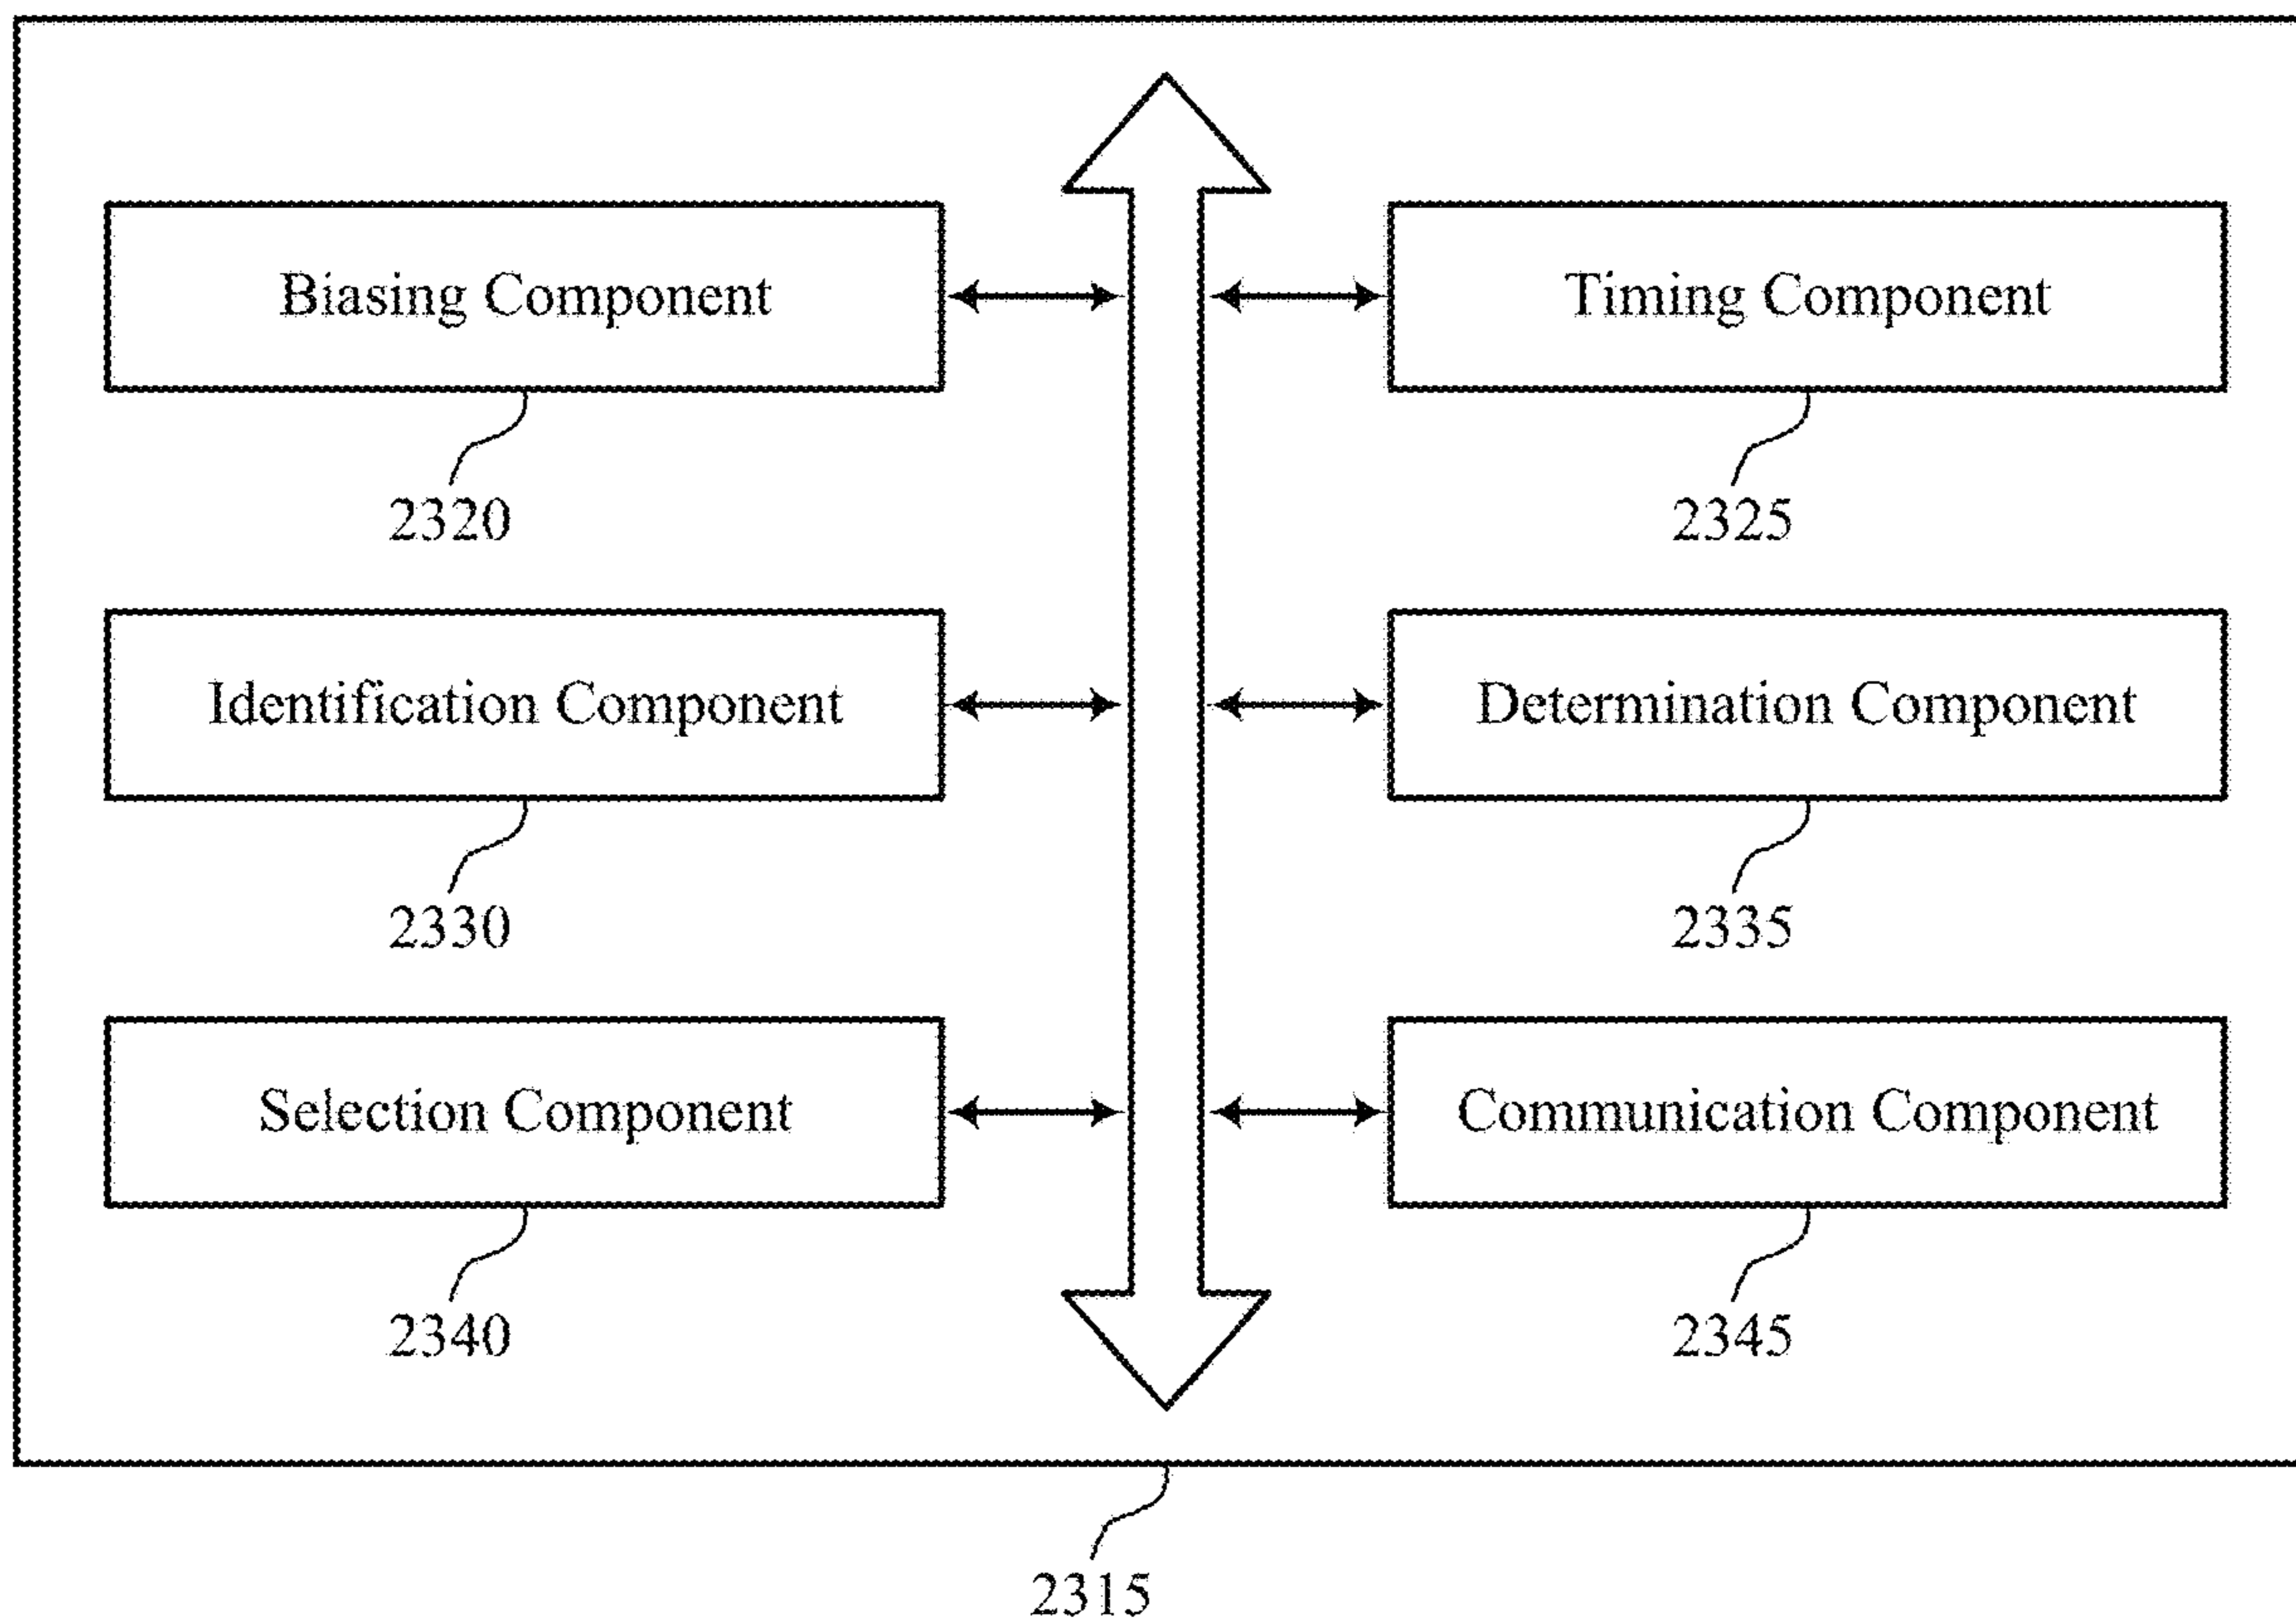 Biasing Component
Timing Component
2320
2325
Identification Component
Determination Component
2330
2335
Selection Component
Communication Component
2340
2345
2315